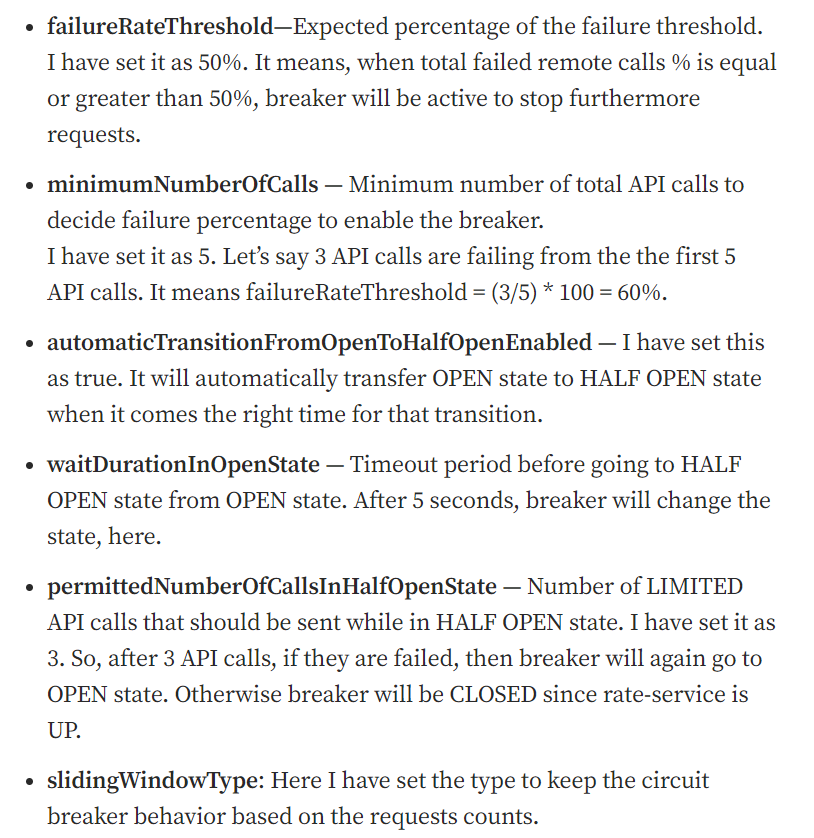 failureRateThreshold—Expected percentage of the failure threshold.
I have set it as 50%. It means, when total failed remote calls % is equal
or greater than 50%, breaker will be active to stop furthermore
requests.
minimumNumberOfCalls — Minimum number of total API calls to
decide failure percentage to enable the breaker.
I have set it as 5. Let’s say 3 API calls are failing from the the first 5
API calls. It means failureRateThreshold = (3/5) * 100 = 60%.
automaticTransitionFromOpenToHalfOpenEnabled — I have set this
as true. It will automatically transfer OPEN state to HALF OPEN state
when it comes the right time for that transition.
waitDurationInOpenState — Timeout period before going to HALF
OPEN state from OPEN state. After 5 seconds, breaker will change the
state, here.
permittedNumberOfCallsInHalfOpenState — Number of LIMITED
API calls that should be sent while in HALF OPEN state. I have set it as
3. So, after 3 API calls, if they are failed, then breaker will again go to
OPEN state. Otherwise breaker will be CLOSED since rate-service is
UP.
slidingWindowType: Here I have set the type to keep the circuit
breaker behavior based on the requests counts.